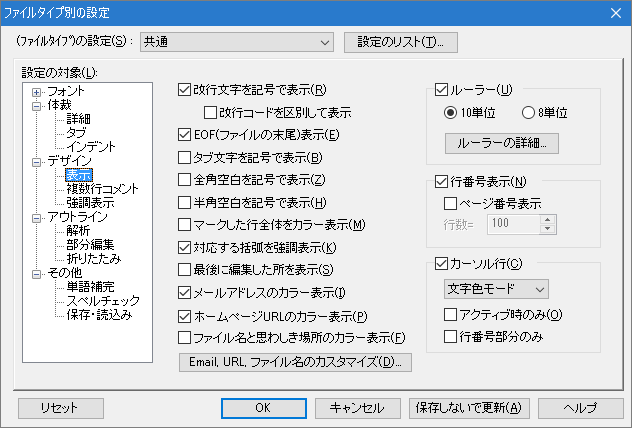 ファイルタイプ別の設定
(ﾌｧｲﾙﾀｲﾌﾟ)の設定(S): 共通 設定のリスト(T)...
設定の対象(L):
フォント
体裁
詳細
タブ
インデント
デザイン
表示
複数行コメント
強調表示
アウトライン
解析
部分編集
折りたたみ
その他
単語補完
スペルチェック
保存・読込み
改行文字を記号で表示(R)
改行コードを区別して表示
EOF(ファイルの末尾)表示(E)
タブ文字を記号で表示(B)
全角空白を記号で表示(Z)
半角空白を記号で表示(H)
マークした行全体をカラー表示(M)
対応する括弧を強調表示(K)
最後に編集した所を表示(S)
メールアドレスのカラー表示(I)
ホームページURLのカラー表示(P)
ファイル名と思わしき場所のカラー表示(F)
Email, URL, ファイル名のカスタマイズ(D)...
ルーラー(U)
10単位 8単位
ルーラーの詳細...
行番号表示(N)
ページ番号表示
行数= 100
カーソル行(C)
文字色モード
アクティブ時のみ(O)
行番号部分のみ
リセット OK キャンセル 保存しないで更新(A) ヘルプ